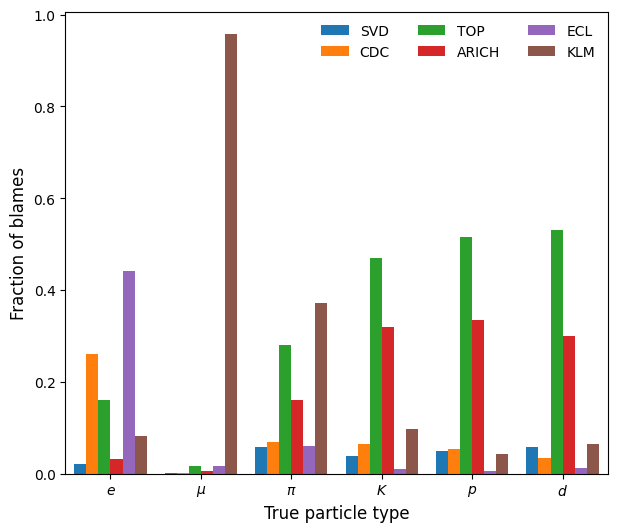 1.0
0.8
0.6
0.4
0.2
0.0
Fraction of blames
SVD TOP ECL
CDC ARICH KLM
e μ π K p d
True particle type